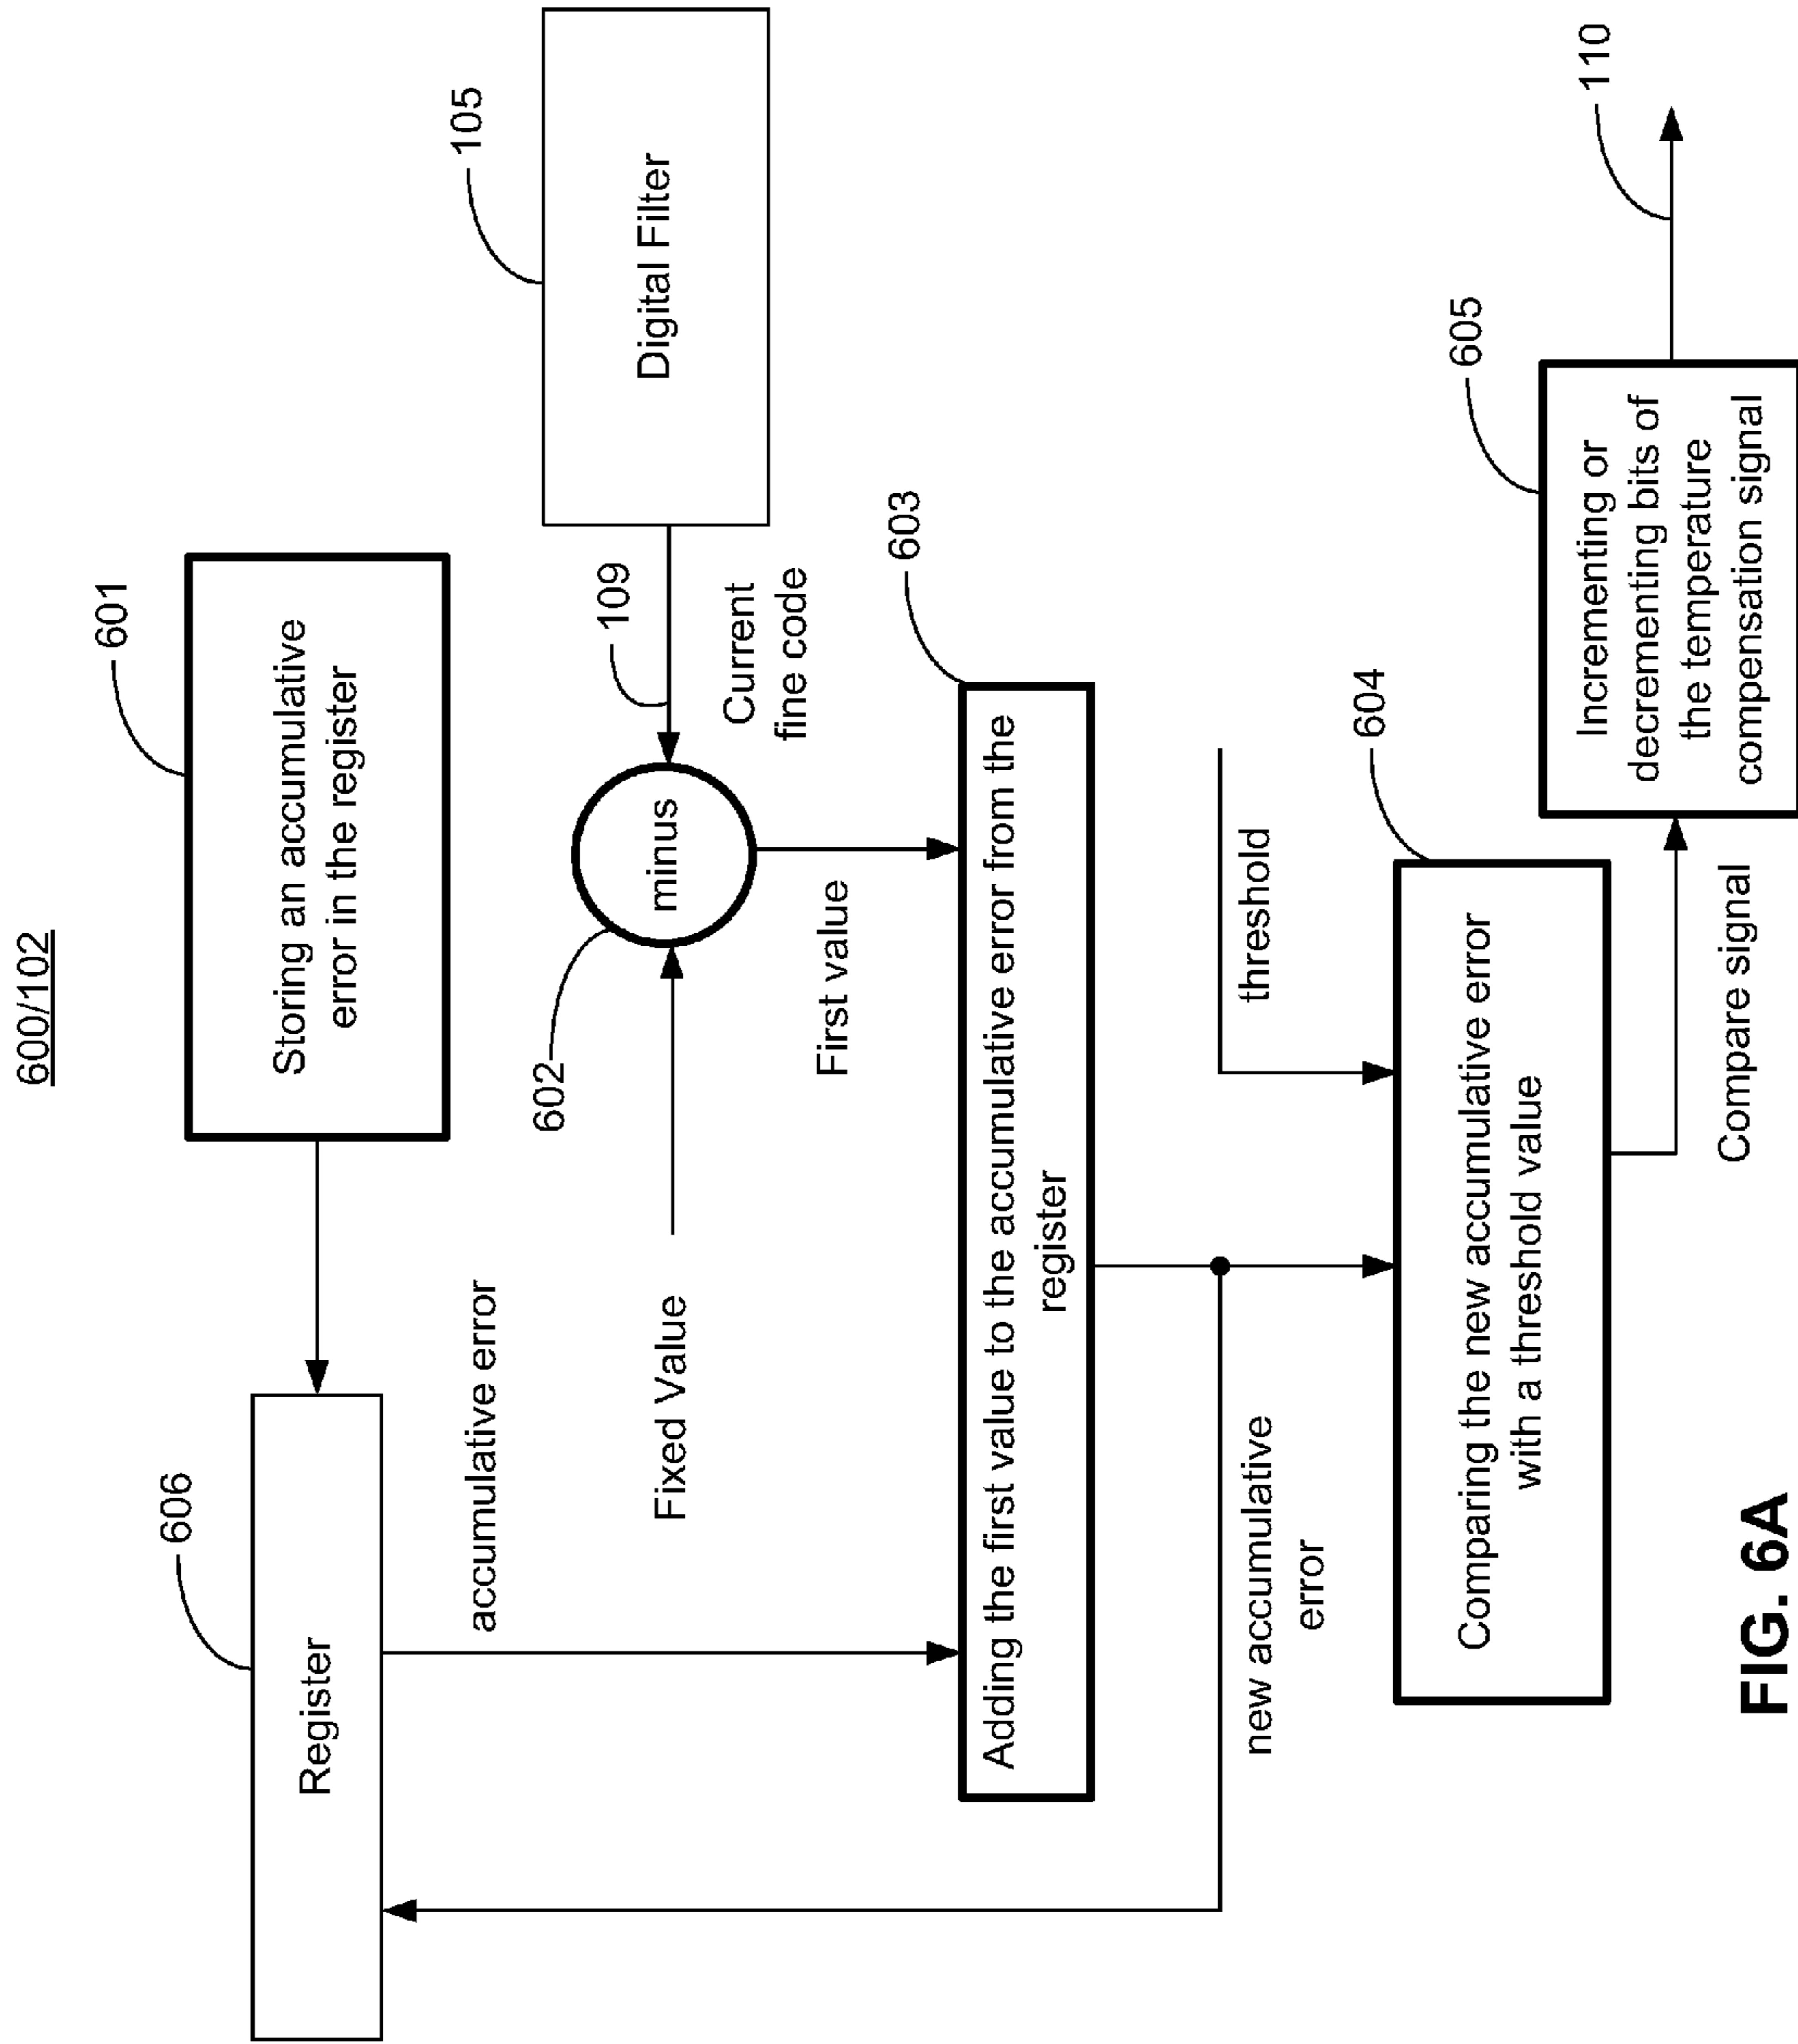 600/102
606
Register
601
Storing an accumulative
error in the register
accumulative error
Fixed Value
602
minus
109
Current
fine code
105
Digital Filter
First value
603
Adding the first value to the accumulative error from the
register
new accumulative
error
threshold
604
Comparing the new accumulative error
with a threshold value
Compare signal
605
Incrementing or
decrementing bits of
the temperature
compensation signal
110
FIG. 6A